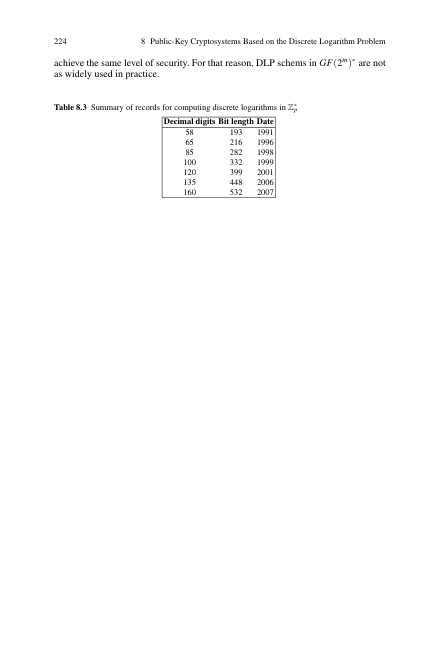 224 8 Public-Key Cryptosystems Based on the Discrete Logarithm Problem
achieve the same level of security. For that reason, DLP schems in GF(2^m)^* are not
as widely used in practice.
Table 8.3 Summary of records for computing discrete logarithms in ℤ_p^*
Decimal digits Bit length Date
58 193 1991
65 216 1996
85 282 1998
100 332 1999
120 399 2001
135 448 2006
160 532 2007